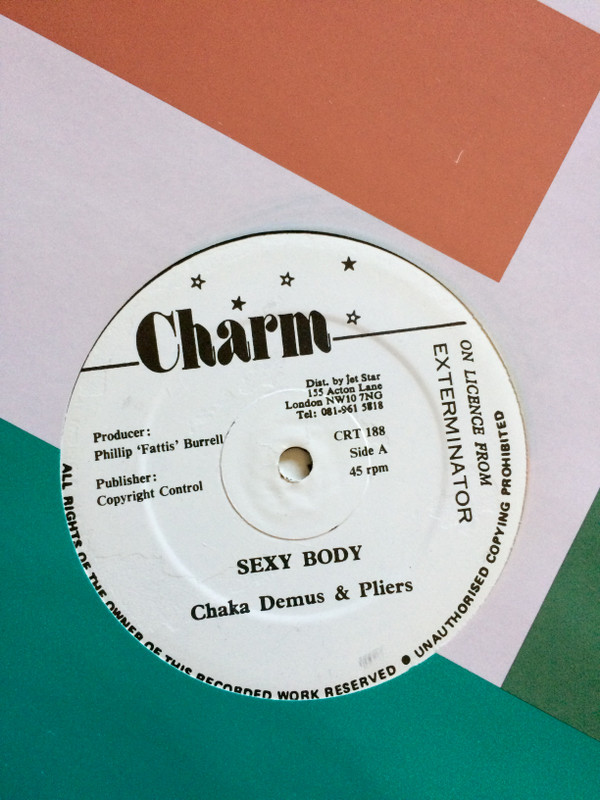 Charm
Dist. by Jet Star
155 Acton Lane
London NW10 7NG
Tel: 081-961 5818
Producer:
Phillip 'Fattis' Burrell
Publisher:
Copyright Control
CRT 188
Side A
45 rpm
ON LICENCE FROM
EXTERMINATOR
SEXY BODY
Chaka Demus & Pliers
ALL RIGHTS OF THE OWNER OF THIS RECORDED WORK RESERVED ● UNAUTHORISED COPYING PROHIBITED